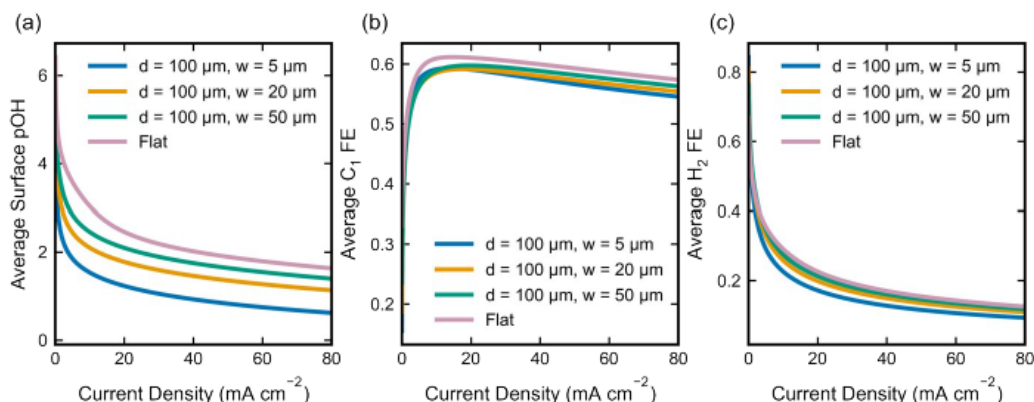 (a)
Average Surface pOH
6
4
2
0
d = 100 μm, w = 5 μm
d = 100 μm, w = 20 μm
d = 100 μm, w = 50 μm
Flat
0 20 40 60 80
Current Density (mA cm⁻²)
(b)
Average C₁ FE
0.6
0.5
0.4
0.3
0.2
d = 100 μm, w = 5 μm
d = 100 μm, w = 20 μm
d = 100 μm, w = 50 μm
Flat
0 20 40 60 80
Current Density (mA cm⁻²)
(c)
Average H₂ FE
0.8
0.6
0.4
0.2
d = 100 μm, w = 5 μm
d = 100 μm, w = 20 μm
d = 100 μm, w = 50 μm
Flat
0 20 40 60 80
Current Density (mA cm⁻²)